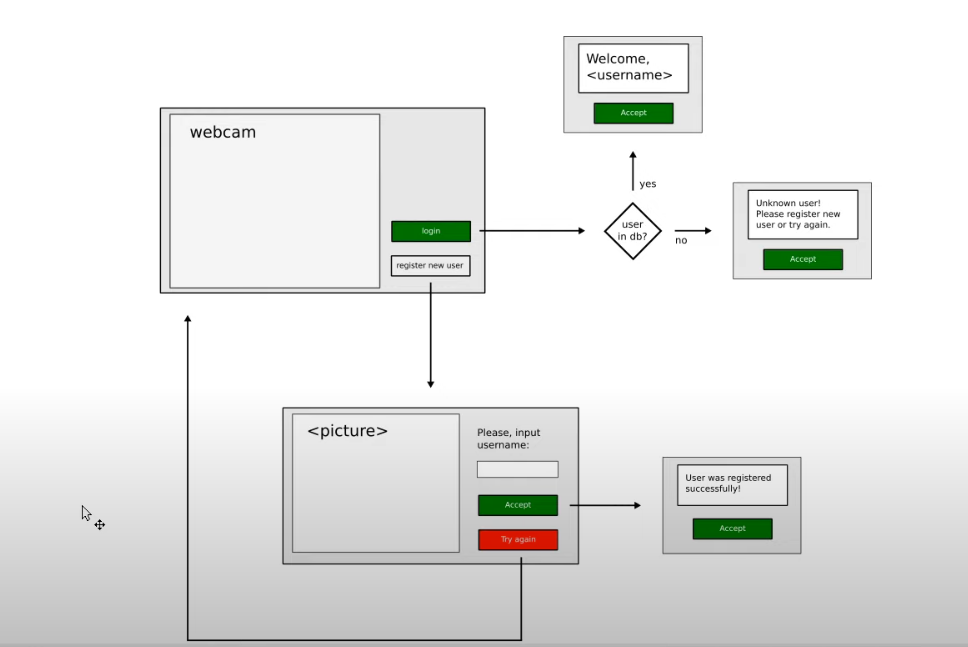 Welcome,
<username>
Accept
webcam
login
register new user
user
in db?
yes
no
Unknown user!
Please register new
user or try again.
Accept
<picture>
Please, input
username:
Accept
Try again
User was registered
successfully!
Accept